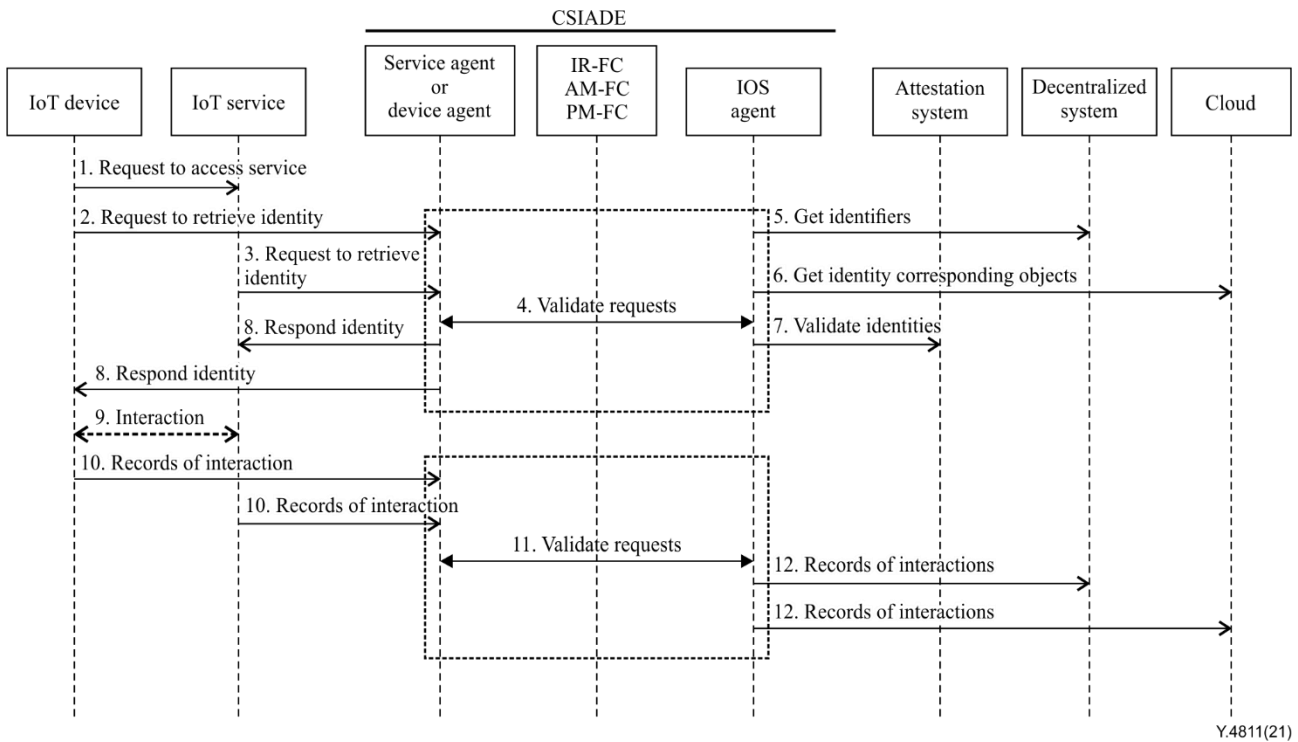 CSIADE
IoT device
IoT service
Service agent
or
device agent
IR-FC
AM-FC
PM-FC
IOS
agent
Attestation
system
Decentralized
system
Cloud
1. Request to access service
2. Request to retrieve identity
5. Get identifiers
3. Request to retrieve
identity
6. Get identity corresponding objects
4. Validate requests
8. Respond identity
7. Validate identities
8. Respond identity
9. Interaction
10. Records of interaction
10. Records of interaction
11. Validate requests
12. Records of interactions
12. Records of interactions
Y.4811(21)